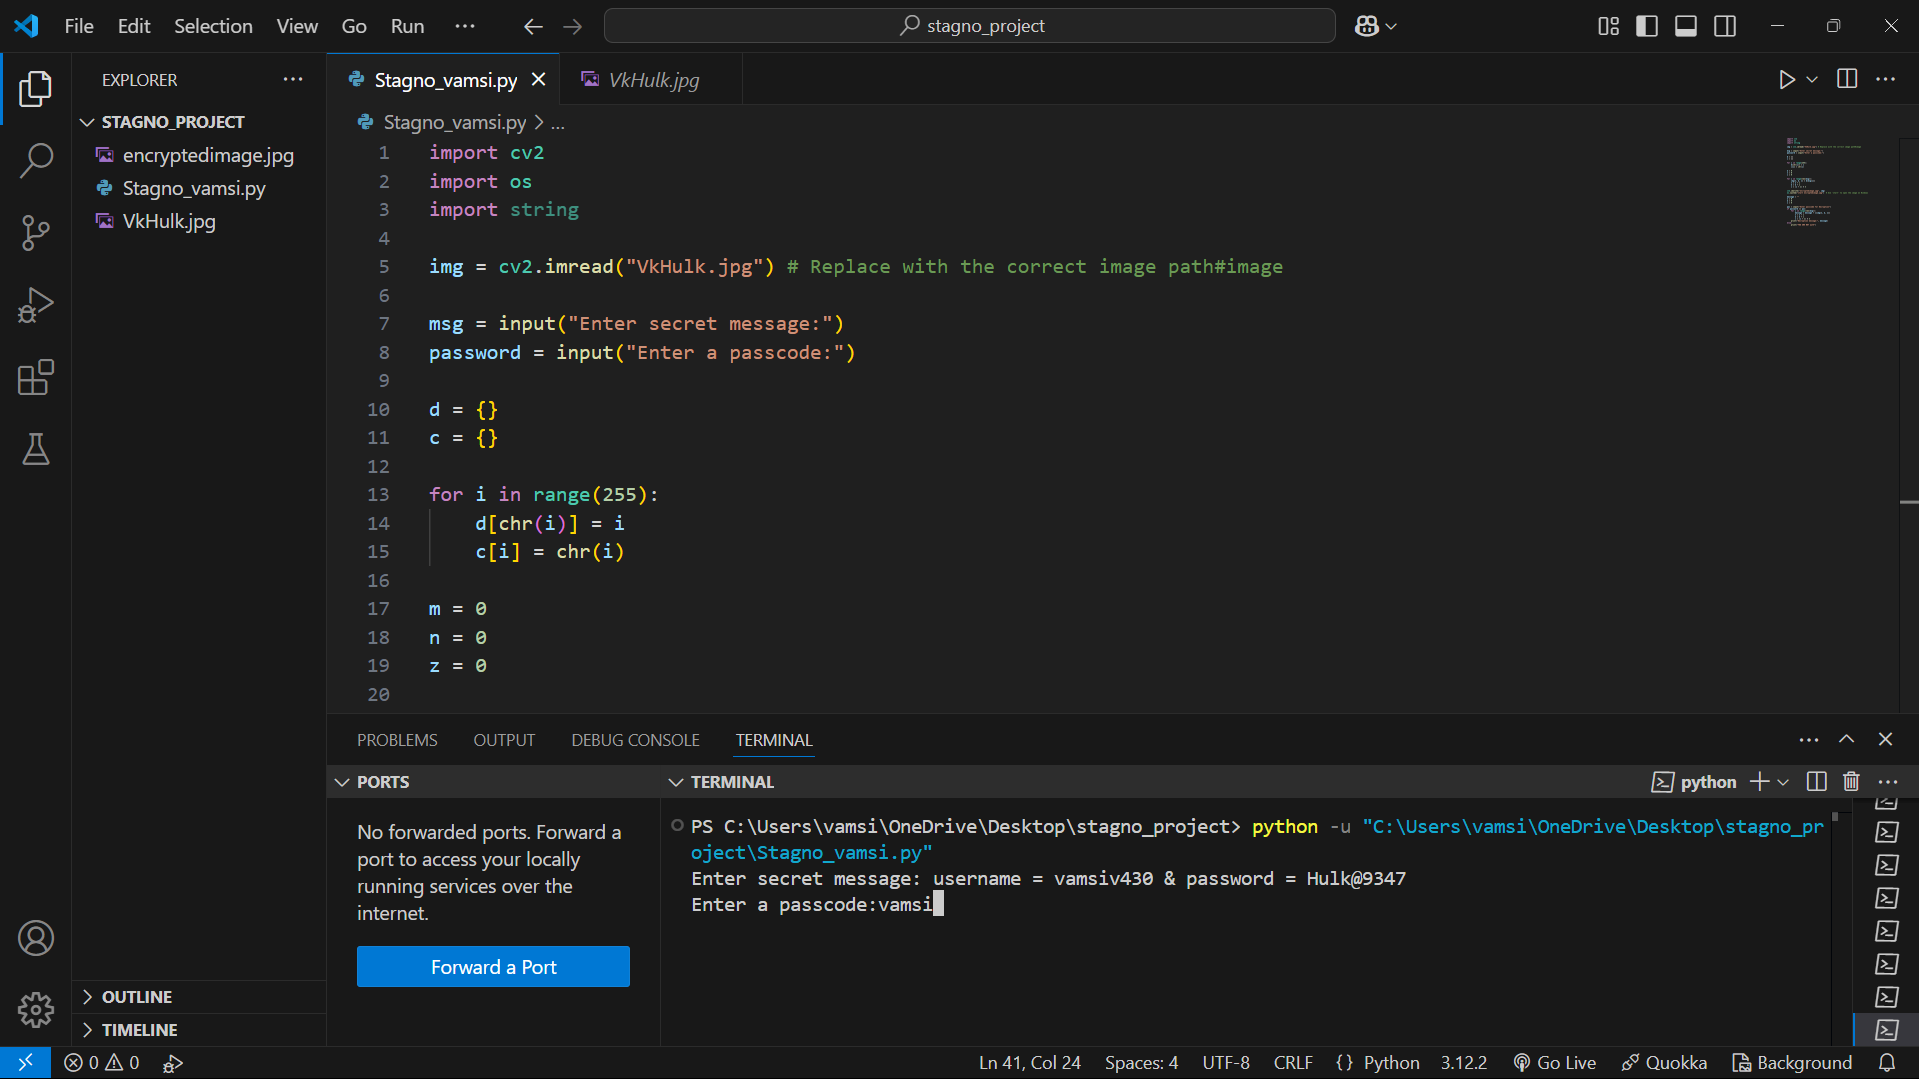 File Edit Selection View Go Run ··· stagno_project
EXPLORER ···
STAGNO_PROJECT
encryptedimage.jpg
Stagno_vamsi.py
VkHulk.jpg
OUTLINE
TIMELINE
Stagno_vamsi.py VkHulk.jpg
Stagno_vamsi.py > ...
1 import cv2
2 import os
3 import string
4
5 img = cv2.imread("VkHulk.jpg") # Replace with the correct image path#image
6
7 msg = input("Enter secret message:")
8 password = input("Enter a passcode:")
9
10 d = {}
11 c = {}
12
13 for i in range(255):
14 d[chr(i)] = i
15 c[i] = chr(i)
16
17 m = 0
18 n = 0
19 z = 0
20
PROBLEMS OUTPUT DEBUG CONSOLE TERMINAL
PORTS
No forwarded ports. Forward a
port to access your locally
running services over the
internet.
Forward a Port
TERMINAL python
PS C:\Users\vamsi\OneDrive\Desktop\stagno_project> python -u "C:\Users\vamsi\OneDrive\Desktop\stagno_pr
oject\Stagno_vamsi.py"
Enter secret message: username = vamsiv430 & password = Hulk@9347
Enter a passcode:vamsi
0 0 Ln 41, Col 24 Spaces: 4 UTF-8 CRLF {} Python 3.12.2 Go Live Quokka Background